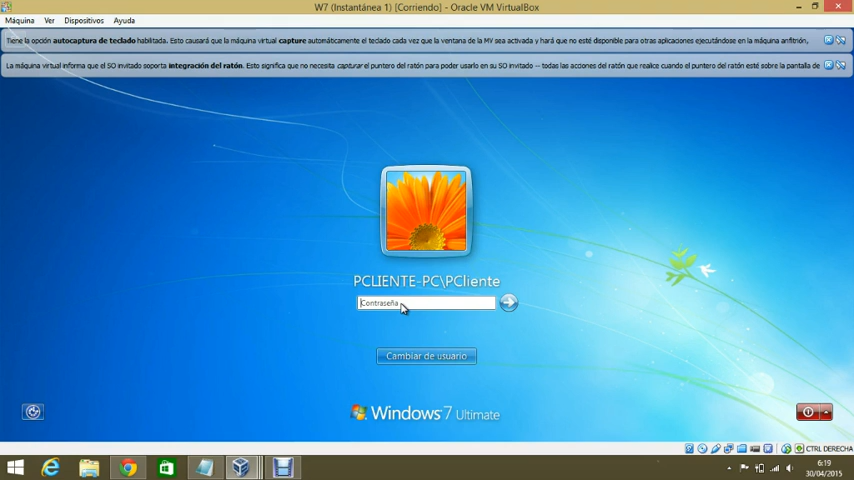 W7 (Instantánea 1) [Corriendo] - Oracle VM VirtualBox
Máquina Ver Dispositivos Ayuda
Tiene la opción autocaptura de teclado habilitada. Esto causará que la máquina virtual capture automáticamente el teclado cada vez que la ventana de la MV sea activada y hará que no esté disponible para otras aplicaciones ejecutándose en la máquina anfitrión,
La máquina virtual informa que el SO invitado soporta integración del ratón. Esto significa que no necesita capturar el puntero del ratón para poder usarlo en su SO invitado -- todas las acciones del ratón que realice cuando el puntero del ratón esté sobre la pantalla de
PCLIENTE-PC\PCliente
Contraseña
Cambiar de usuario
Windows 7 Ultimate
CTRL DERECHA
6:19
30/04/2015